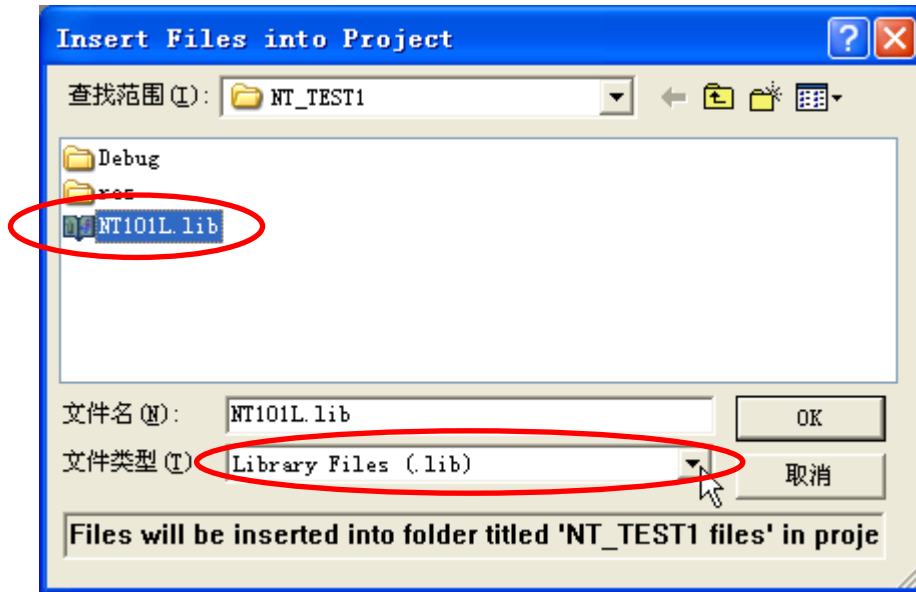 Insert Files into Project
查找范围(I): NT_TEST1
Debug
res
NT101L.lib
文件名(N): NT101L.lib
OK
文件类型(T) Library Files (.lib)
取消
Files will be inserted into folder titled 'NT_TEST1 files' in proje